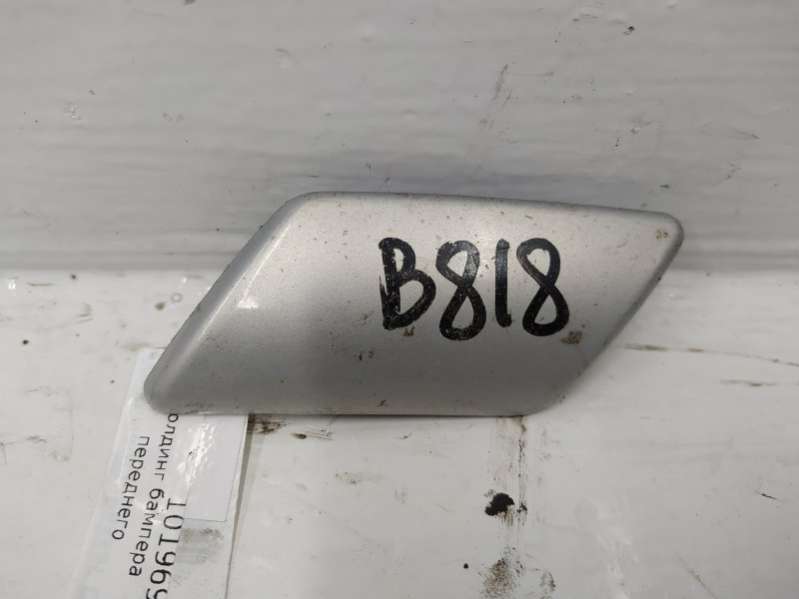 B818
101969
олдинг бампера
переднего